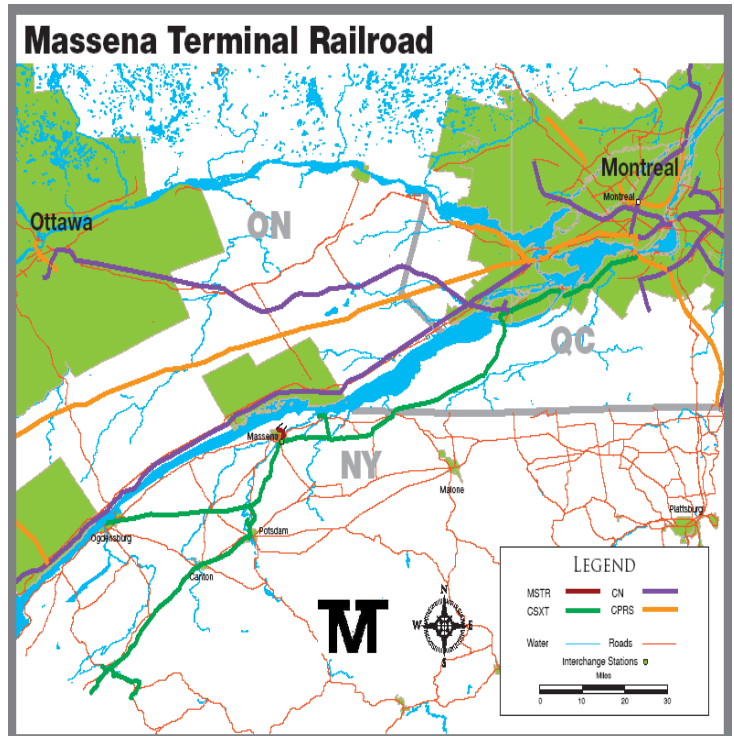 Massena Terminal Railroad
Montreal
Montreal
Ottawa
ON
QC
Massena
NY
Malone
Plattsburg
Ogdensburg
Potsdam
Canton
LEGEND
MSTR CN
CSXT CPRS
Water Roads
Interchange Stations
Miles
0 10 20 30
N
W E
S
MT